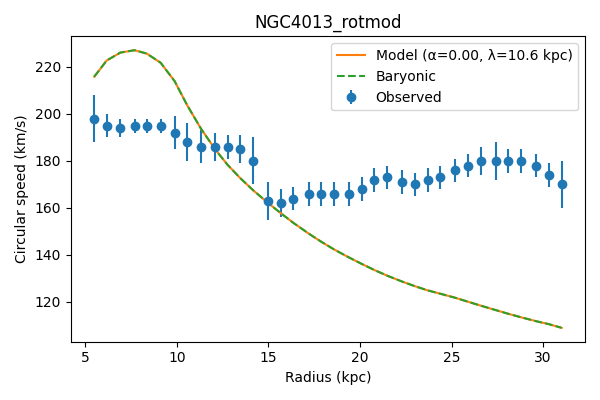 NGC4013_rotmod
Model (α=0.00, λ=10.6 kpc)
Baryonic
Observed
Circular speed (km/s)
220
200
180
160
140
120
5 10 15 20 25 30
Radius (kpc)